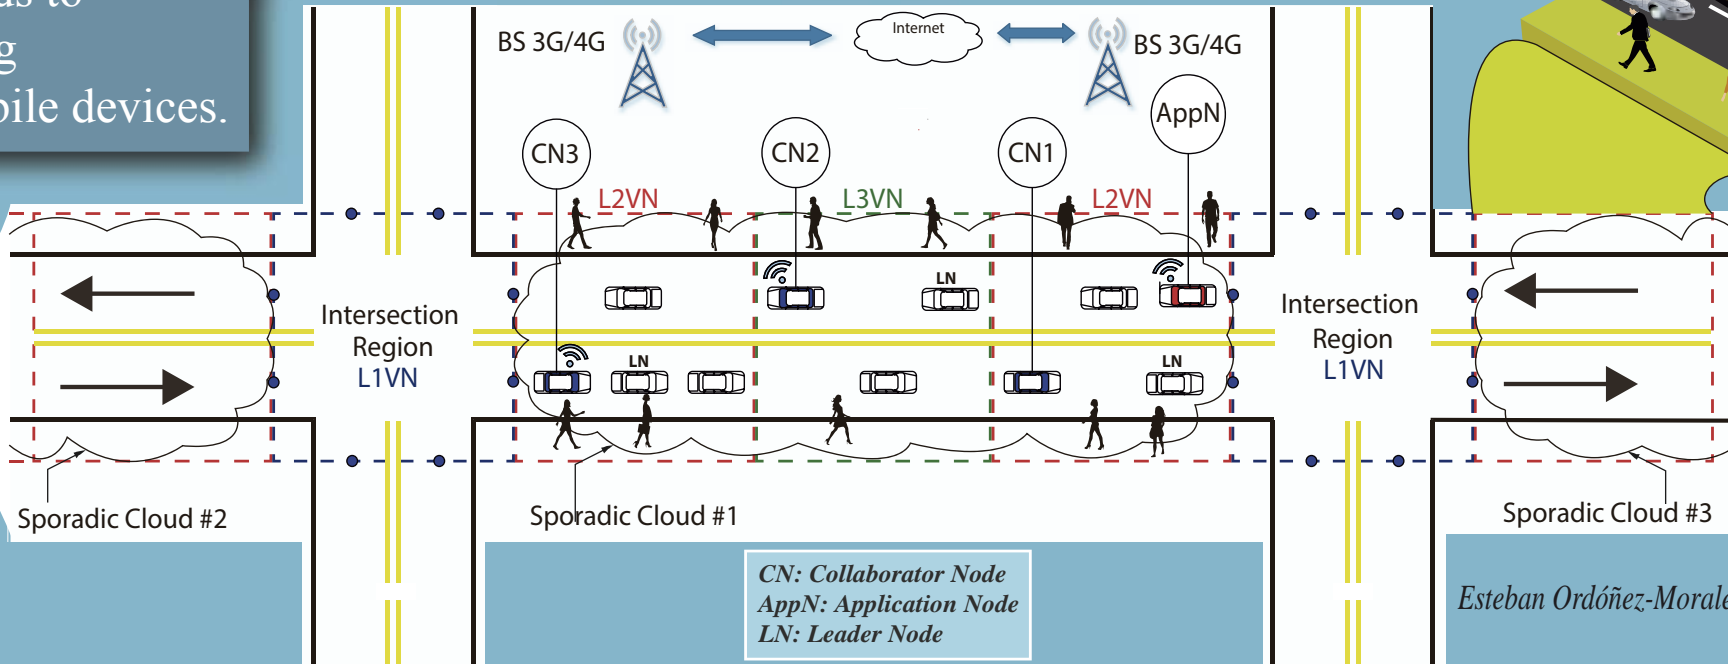 bile devices.
BS 3G/4G
Internet
BS 3G/4G
AppN
CN3
CN2
CN1
L2VN
L3VN
L2VN
LN
Intersection
Region
L1VN
Intersection
Region
L1VN
LN
LN
Sporadic Cloud #2
Sporadic Cloud #1
Sporadic Cloud #3
CN: Collaborator Node
AppN: Application Node
LN: Leader Node
Esteban Ordóñez-Morale